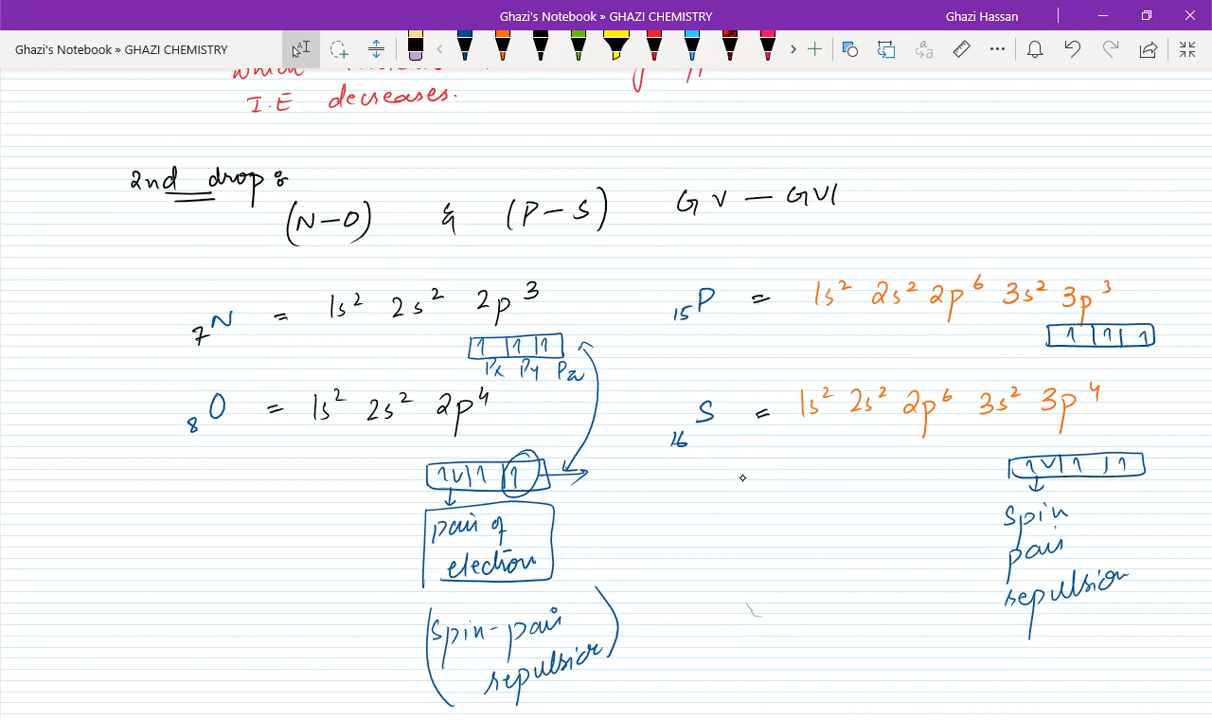 Ghazi's Notebook » GHAZI CHEMISTRY
Ghazi Hassan
Ghazi's Notebook » GHAZI CHEMISTRY
which
I.E decreases.
2nd drop :
(N-O) & (P-S) G V — G VI
₇N = 1s² 2s² 2p³
Px Py Pz
₈O = 1s² 2s² 2p⁴
pair of
electron
(Spin-pair
repulsion)
₁₅P = 1s² 2s² 2p⁶ 3s² 3p³
₁₆S = 1s² 2s² 2p⁶ 3s² 3p⁴
Spin
pair
repulsion